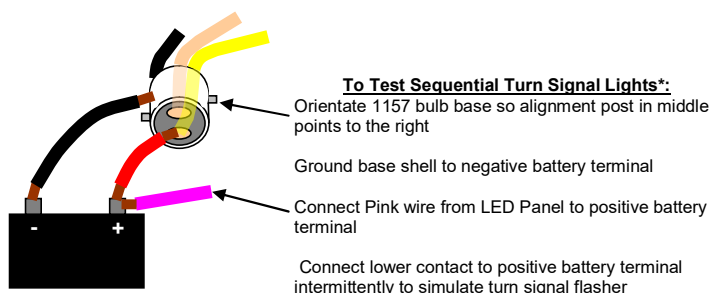 To Test Sequential Turn Signal Lights*:
Orientate 1157 bulb base so alignment post in middle
points to the right
Ground base shell to negative battery terminal
Connect Pink wire from LED Panel to positive battery
terminal
Connect lower contact to positive battery terminal
intermittently to simulate turn signal flasher
- +